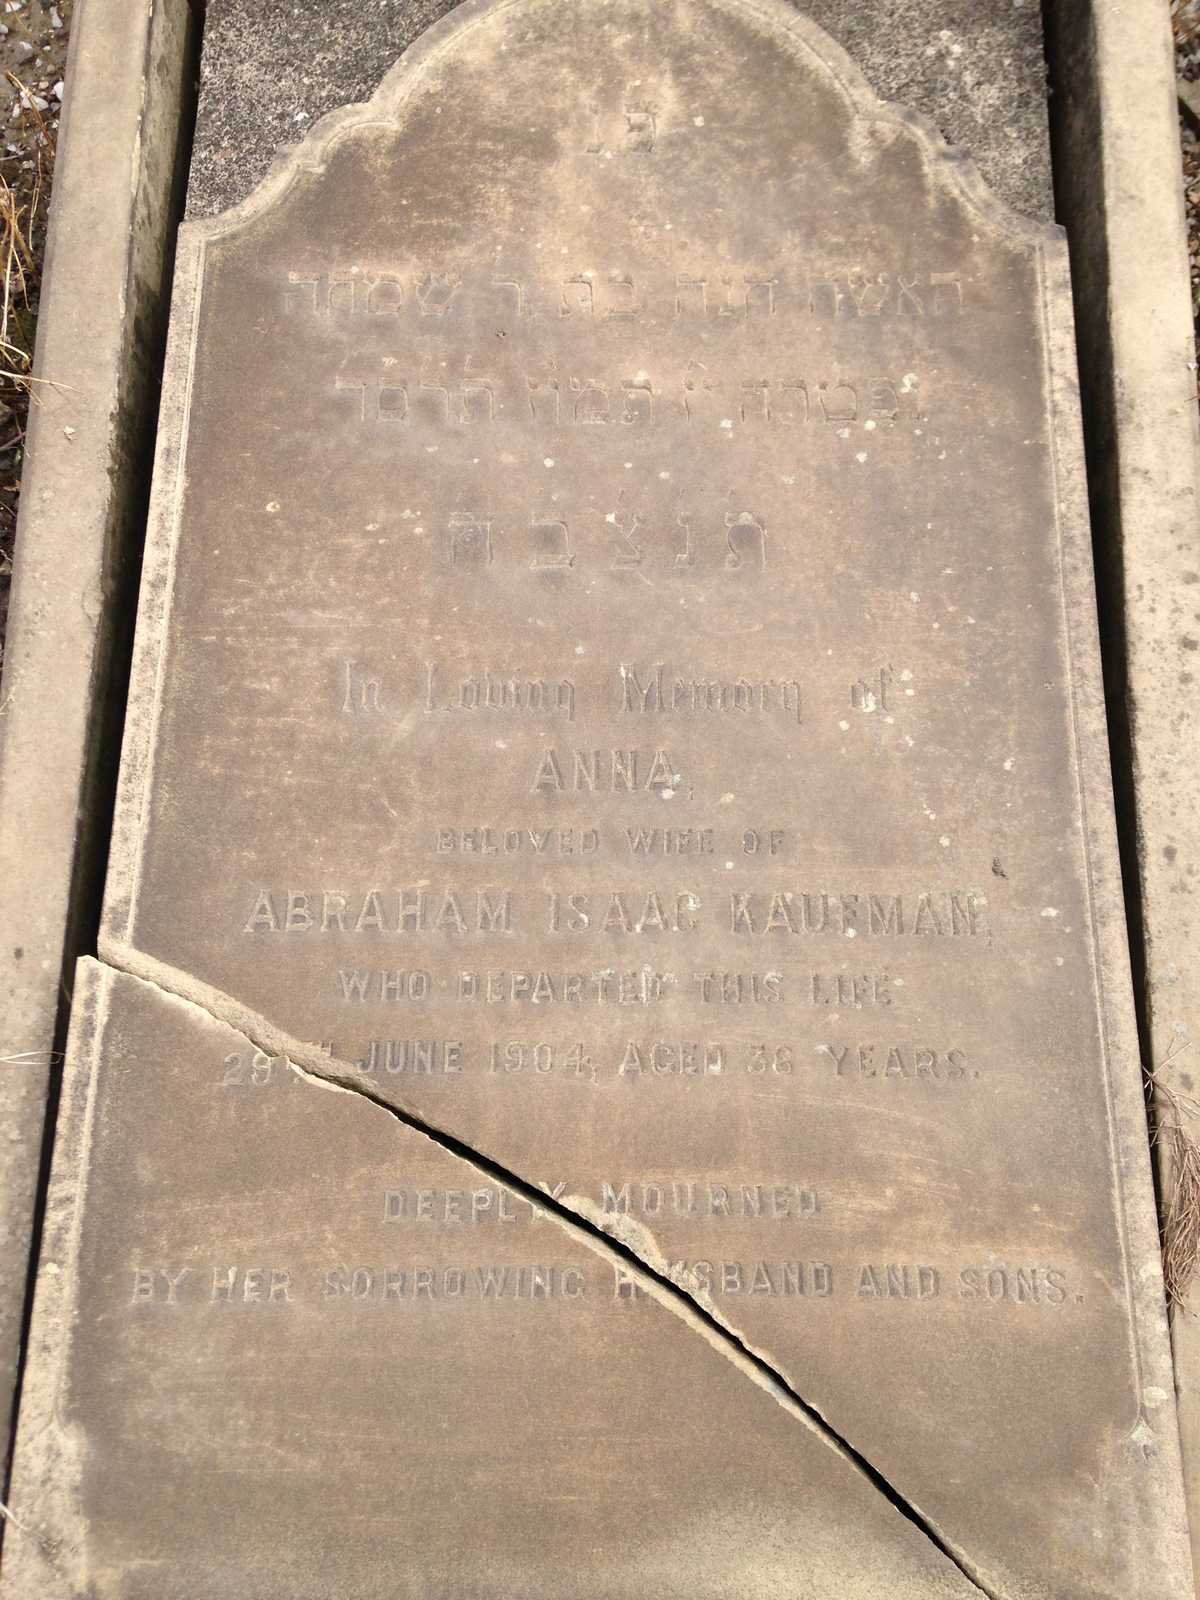 פ נ
האשה חנה בת ר שמחה
נפטרה ו׳ תמוז תרסד
ת נ צ ב ה
In Loving Memory of
ANNA,
BELOVED WIFE OF
ABRAHAM ISAAC KAUFMAN,
WHO DEPARTED THIS LIFE
29TH JUNE 1904, AGED 36 YEARS.
DEEPLY MOURNED
BY HER SORROWING HUSBAND AND SONS.